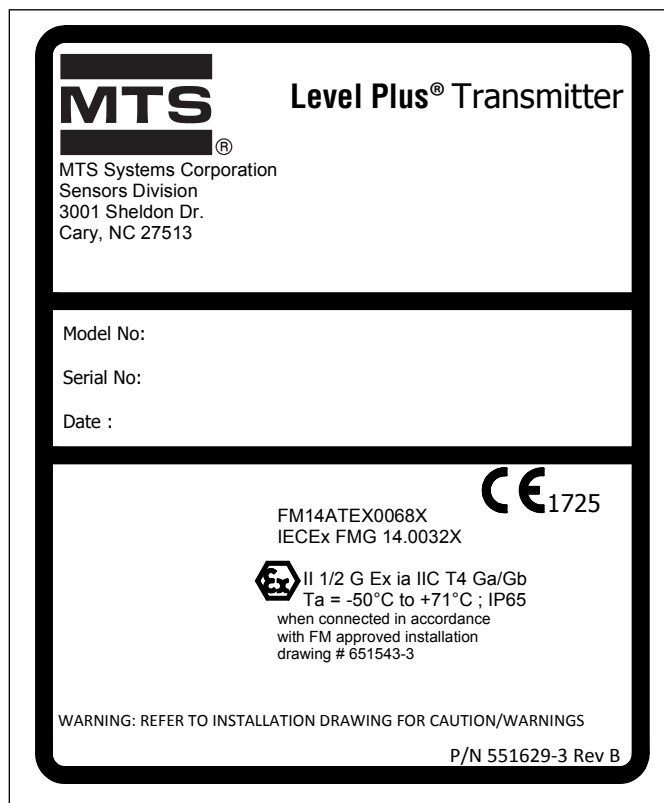 MTS®
Level Plus® Transmitter
MTS Systems Corporation
Sensors Division
3001 Sheldon Dr.
Cary, NC 27513
Model No:
Serial No:
Date :
CE 1725
FM14ATEX0068X
IECEx FMG 14.0032X
Ex II 1/2 G Ex ia IIC T4 Ga/Gb
Ta = -50°C to +71°C ; IP65
when connected in accordance
with FM approved installation
drawing # 651543-3
WARNING: REFER TO INSTALLATION DRAWING FOR CAUTION/WARNINGS
P/N 551629-3 Rev B